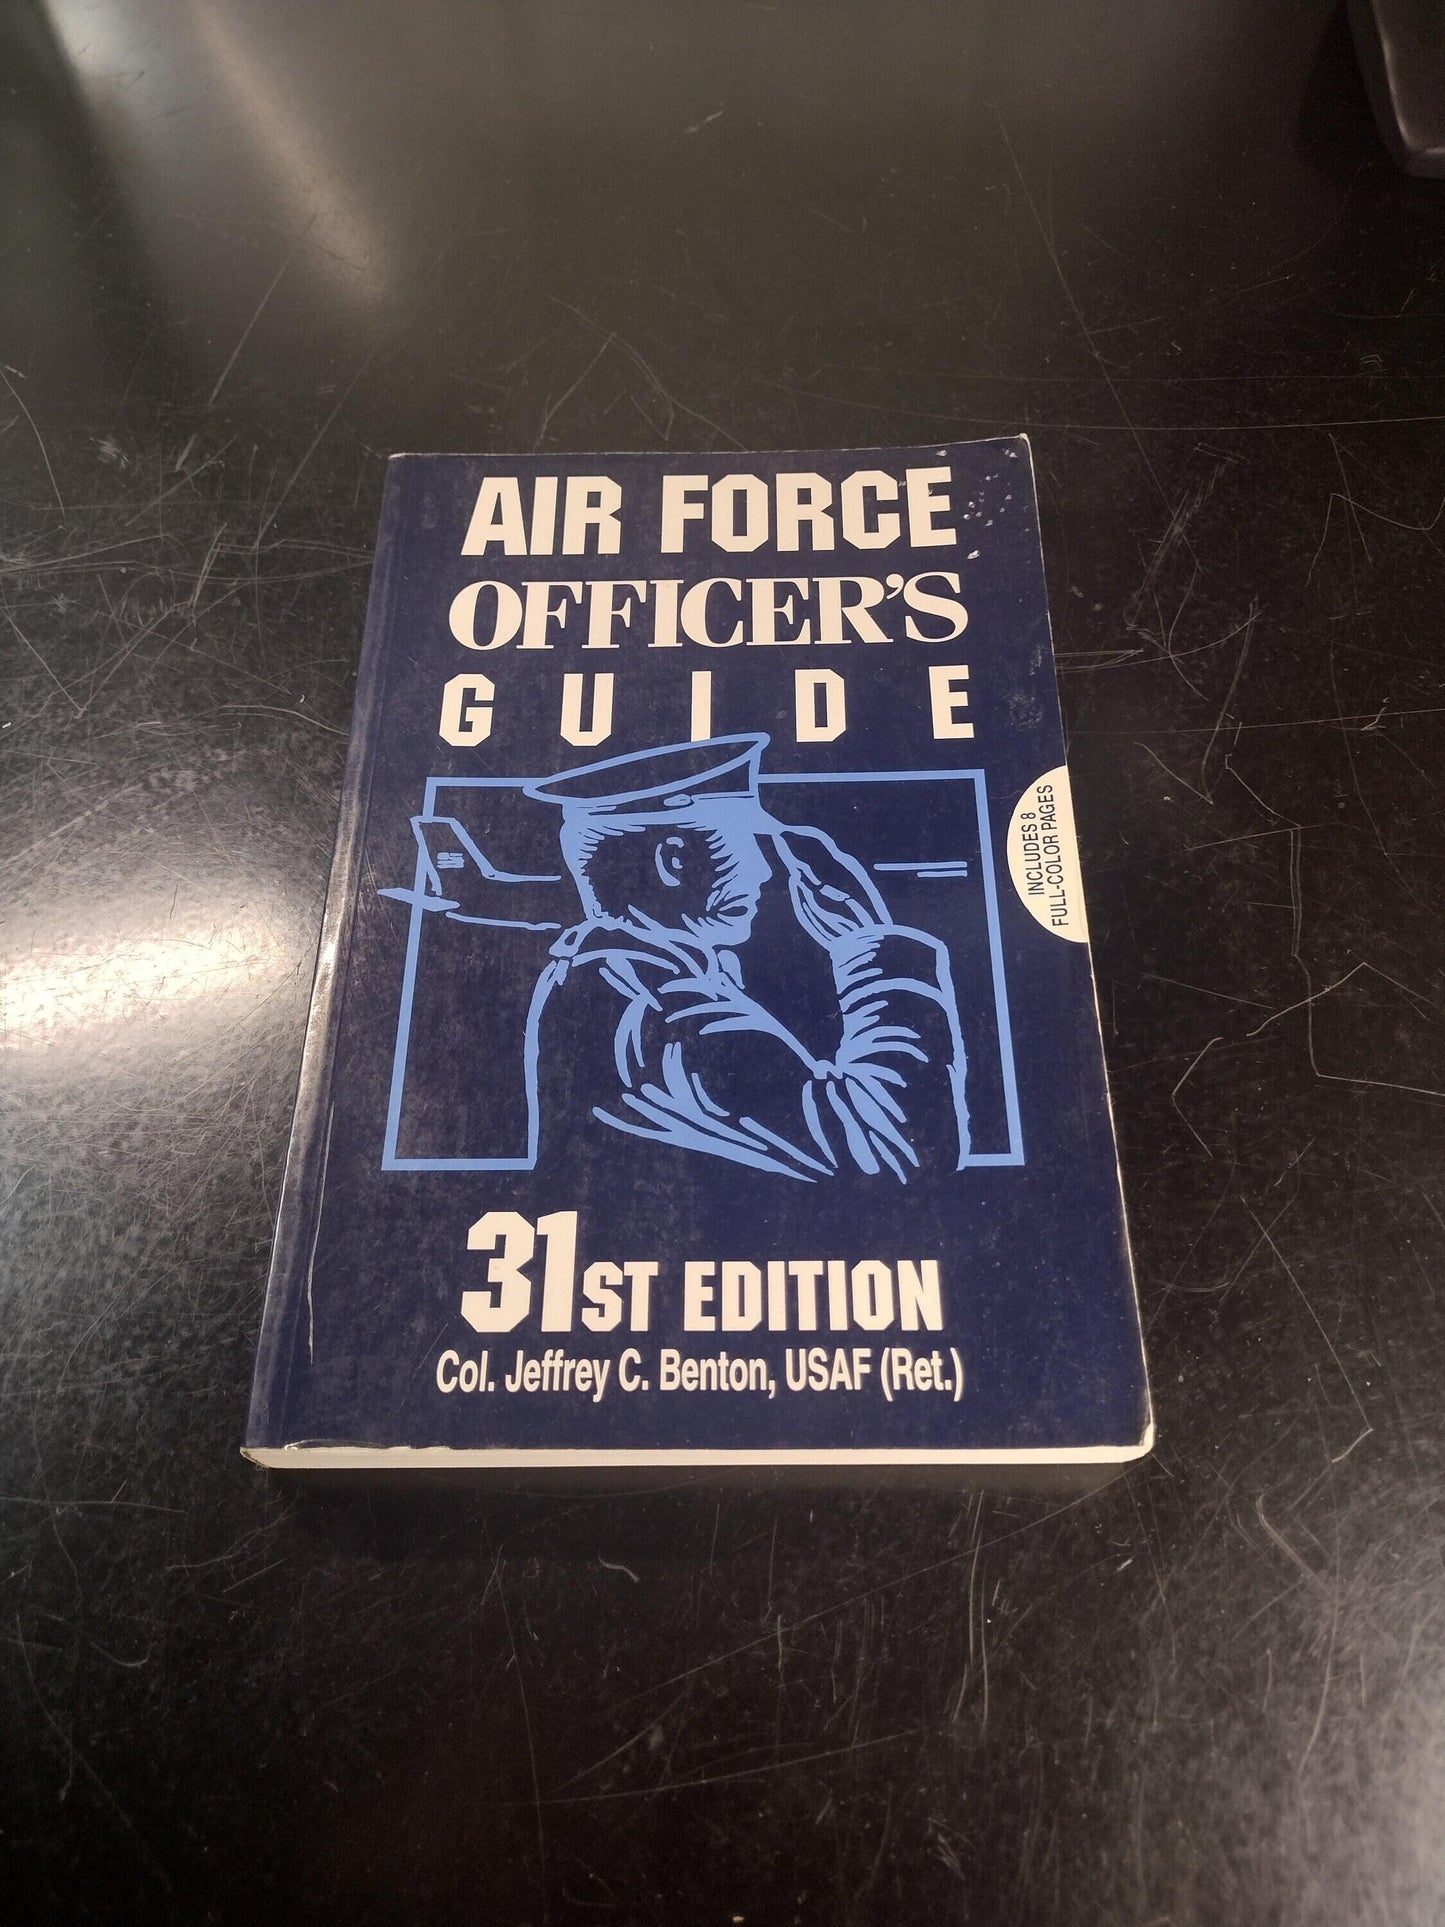 AIR FORCE
OFFICER'S
GUIDE
INCLUDES 8
FULL-COLOR PAGES
31ST EDITION
Col. Jeffrey C. Benton, USAF (Ret.)